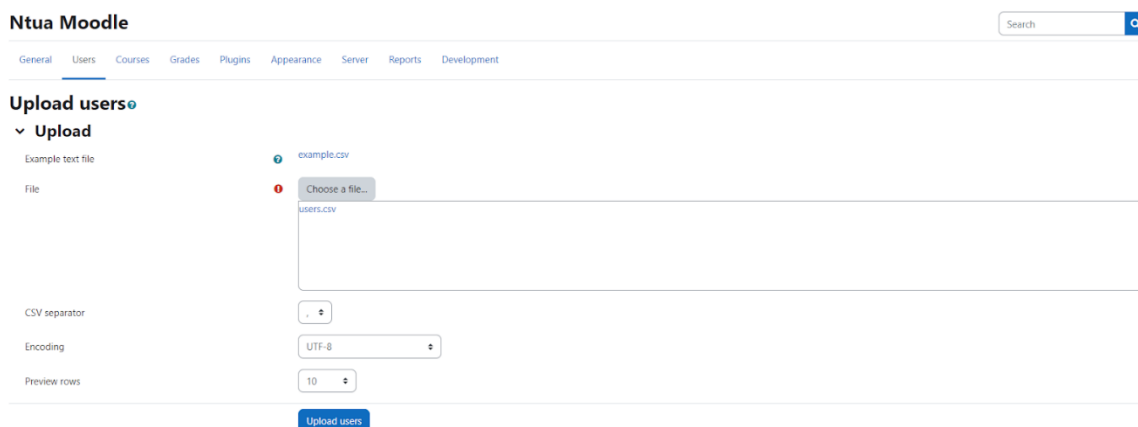 Ntua Moodle
Search
General Users Courses Grades Plugins Appearance Server Reports Development
Upload users
Upload
Example text file example.csv
File Choose a file...
users.csv
CSV separator ,
Encoding UTF-8
Preview rows 10
Upload users